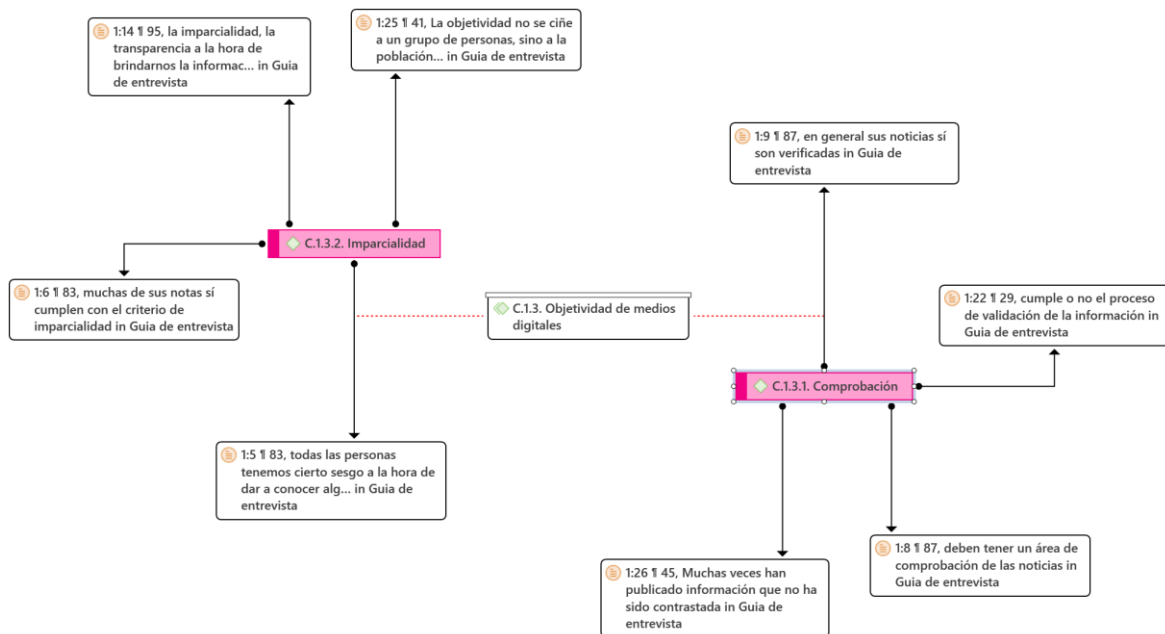 1:14 ¶ 95, la imparcialidad, la
transparencia a la hora de
brindarnos la informac... in Guia
de entrevista
1:25 ¶ 41, La objetividad no se ciñe
a un grupo de personas, sino a la
población... in Guia de entrevista
1:9 ¶ 87, en general sus noticias sí
son verificadas in Guia de
entrevista
C.1.3.2. Imparcialidad
1:6 ¶ 83, muchas de sus notas sí
cumplen con el criterio de
imparcialidad in Guia de entrevista
C.1.3. Objetividad de medios
digitales
1:22 ¶ 29, cumple o no el proceso
de validación de la información in
Guia de entrevista
C.1.3.1. Comprobación
1:5 ¶ 83, todas las personas
tenemos cierto sesgo a la hora de
dar a conocer alg... in Guia de
entrevista
1:26 ¶ 45, Muchas veces han
publicado información que no ha
sido contrastada in Guia de
entrevista
1:8 ¶ 87, deben tener un área de
comprobación de las noticias in
Guia de entrevista